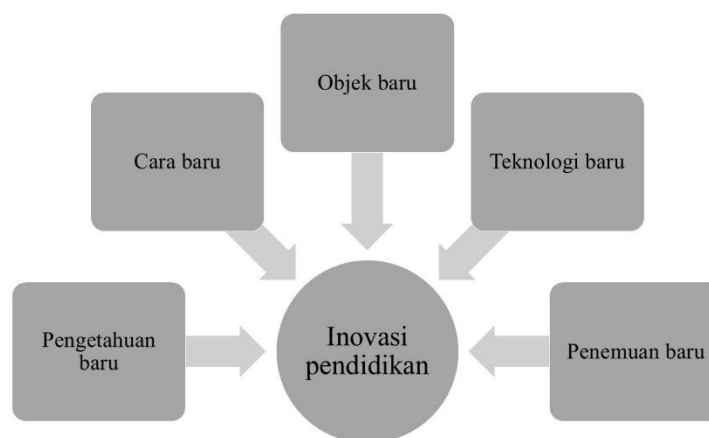 Objek baru
Cara baru
Teknologi baru
Pengetahuan
baru
Inovasi
pendidikan
Penemuan baru